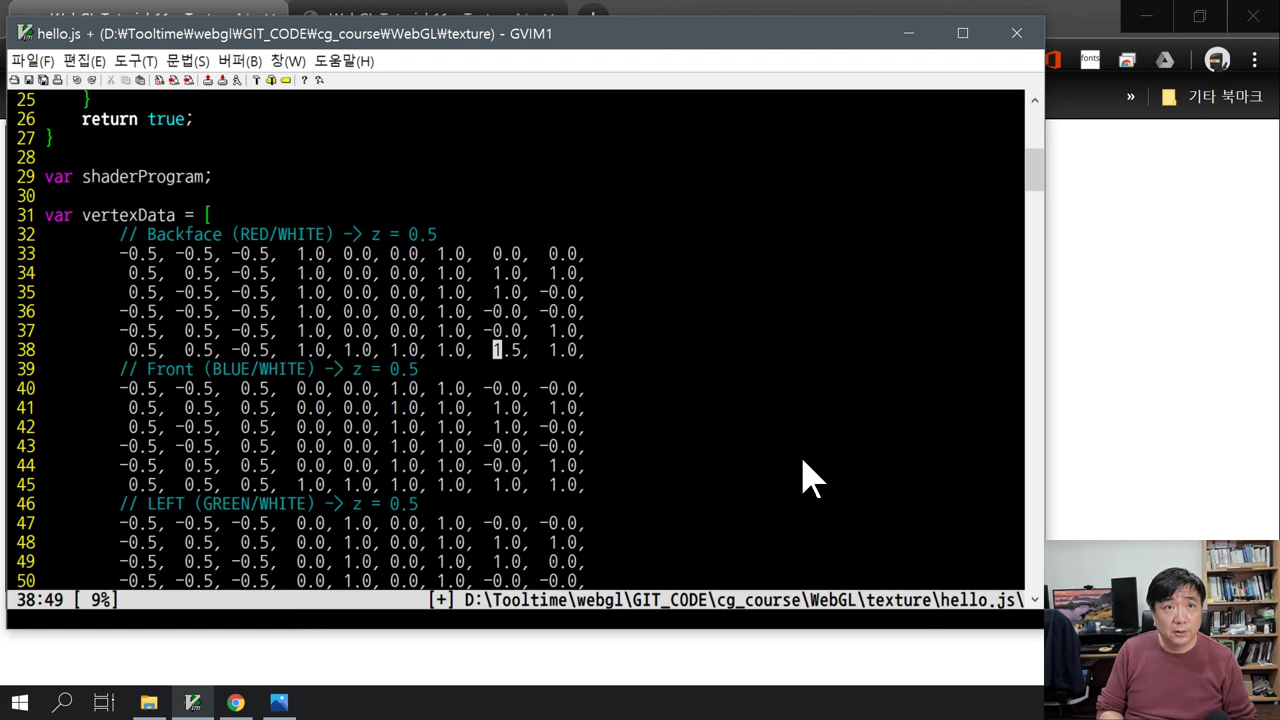 hello.js + (D:₩Tooltime₩webgl₩GIT_CODE₩cg_course₩WebGL₩texture) - GVIM1
파일(F) 편집(E) 도구(T) 문법(S) 버퍼(B) 창(W) 도움말(H)
fonts
» 기타 북마크
25 }
26 return true;
27 }
28
29 var shaderProgram;
30
31 var vertexData = [
32 // Backface (RED/WHITE) -> z = 0.5
33 -0.5, -0.5, -0.5, 1.0, 0.0, 0.0, 1.0, 0.0, 0.0,
34 0.5, 0.5, -0.5, 1.0, 0.0, 0.0, 1.0, 1.0, 1.0,
35 0.5, -0.5, -0.5, 1.0, 0.0, 0.0, 1.0, 1.0, -0.0,
36 -0.5, -0.5, -0.5, 1.0, 0.0, 0.0, 1.0, -0.0, -0.0,
37 -0.5, 0.5, -0.5, 1.0, 0.0, 0.0, 1.0, -0.0, 1.0,
38 0.5, 0.5, -0.5, 1.0, 1.0, 1.0, 1.0, 1.5, 1.0,
39 // Front (BLUE/WHITE) -> z = 0.5
40 -0.5, -0.5, 0.5, 0.0, 0.0, 1.0, 1.0, -0.0, -0.0,
41 0.5, 0.5, 0.5, 0.0, 0.0, 1.0, 1.0, 1.0, 1.0,
42 0.5, -0.5, 0.5, 0.0, 0.0, 1.0, 1.0, 1.0, -0.0,
43 -0.5, -0.5, 0.5, 0.0, 0.0, 1.0, 1.0, -0.0, -0.0,
44 -0.5, 0.5, 0.5, 0.0, 0.0, 1.0, 1.0, -0.0, 1.0,
45 0.5, 0.5, 0.5, 0.0, 0.0, 1.0, 1.0, 1.0, 1.0,
46 // LEFT (GREEN/WHITE) -> z = 0.5
47 -0.5, -0.5, -0.5, 0.0, 1.0, 0.0, 1.0, -0.0, -0.0,
48 -0.5, 0.5, 0.5, 0.0, 1.0, 0.0, 1.0, 1.0, 1.0,
49 -0.5, -0.5, 0.5, 0.0, 1.0, 0.0, 1.0, 1.0, 0.0,
50 -0.5, -0.5, -0.5, 0.0, 1.0, 0.0, 1.0, -0.0, -0.0,
38:49 [ 9%] [+] D:\Tooltime\webgl\GIT_CODE\cg_course\WebGL\texture\hello.js\